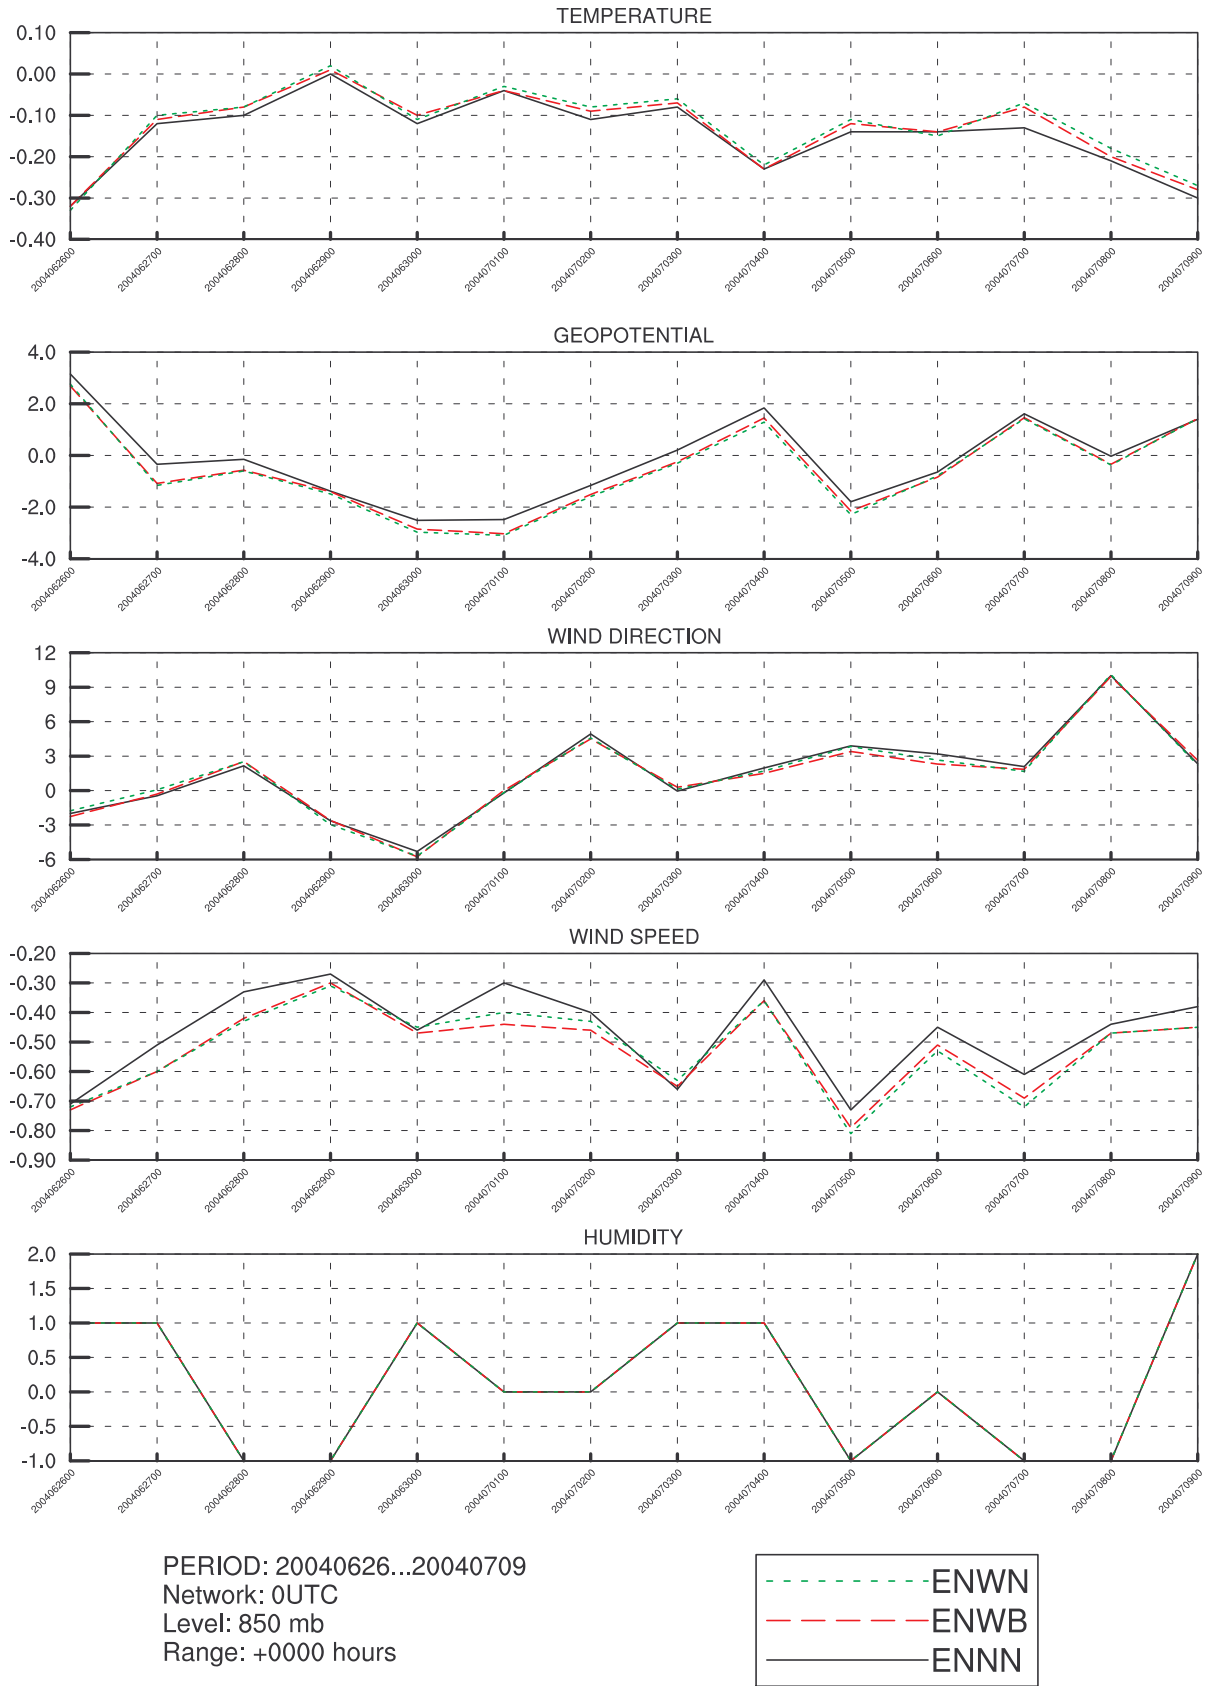 TEMPERATURE
0.10
0.00
-0.10
-0.20
-0.30
-0.40
2004062600 2004062700 2004062800 2004062900 2004063000 2004070100 2004070200 2004070300 2004070400 2004070500 2004070600 2004070700 2004070800 2004070900
GEOPOTENTIAL
4.0
2.0
0.0
-2.0
-4.0
2004062600 2004062700 2004062800 2004062900 2004063000 2004070100 2004070200 2004070300 2004070400 2004070500 2004070600 2004070700 2004070800 2004070900
WIND DIRECTION
12
9
6
3
0
-3
-6
2004062600 2004062700 2004062800 2004062900 2004063000 2004070100 2004070200 2004070300 2004070400 2004070500 2004070600 2004070700 2004070800 2004070900
WIND SPEED
-0.20
-0.30
-0.40
-0.50
-0.60
-0.70
-0.80
-0.90
2004062600 2004062700 2004062800 2004062900 2004063000 2004070100 2004070200 2004070300 2004070400 2004070500 2004070600 2004070700 2004070800 2004070900
HUMIDITY
2.0
1.5
1.0
0.5
0.0
-0.5
-1.0
2004062600 2004062700 2004062800 2004062900 2004063000 2004070100 2004070200 2004070300 2004070400 2004070500 2004070600 2004070700 2004070800 2004070900
PERIOD: 20040626...20040709
Network: 0UTC
Level: 850 mb
Range: +0000 hours
ENWN
ENWB
ENNN